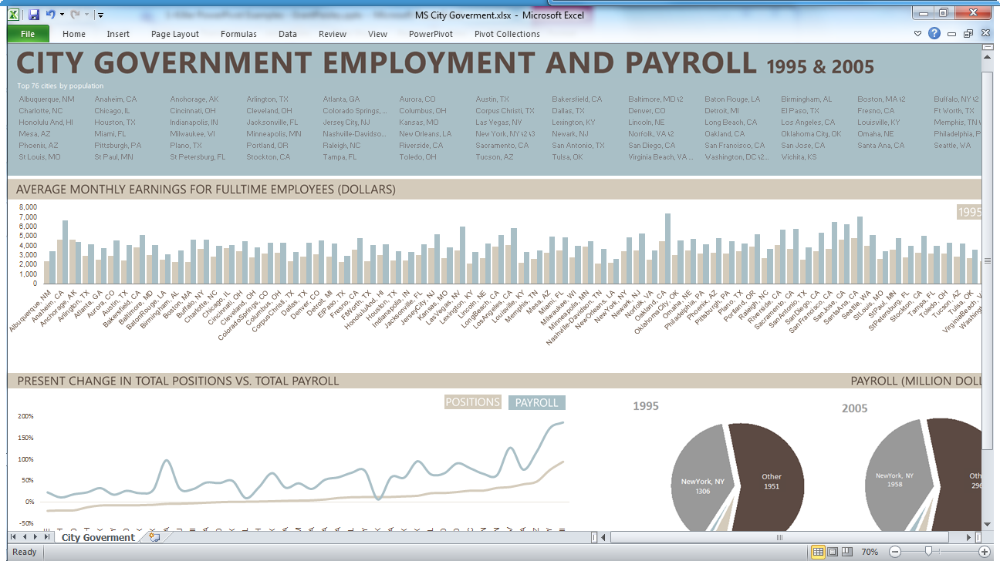 MS City Goverment.xlsx - Microsoft Excel
File Home Insert Page Layout Formulas Data Review View PowerPivot Pivot Collections
CITY GOVERNMENT EMPLOYMENT AND PAYROLL 1995 & 2005
Top 76 cities by population
Albuquerque, NM Anaheim, CA Anchorage, AK Arlington, TX Atlanta, GA Aurora, CO Austin, TX Bakersfield, CA Baltimore, MD \2 Baton Rouge, LA Birmingham, AL Boston, MA \2 Buffalo, NY \2
Charlotte, NC Chicago, IL Cincinnati, OH Cleveland, OH Colorado Springs, ... Columbus, OH Corpus Christi, TX Dallas, TX Denver, CO Detroit, MI El Paso, TX Fresno, CA Ft Worth, TX
Honolulu And, HI Houston, TX Indianapolis, IN Jacksonville, FL Jersey City, NJ Kansas, MO Las Vegas, NV Lexington, KY Lincoln, NE Long Beach, CA Los Angeles, CA Louisville, KY Memphis, TN \
Mesa, AZ Miami, FL Milwaukee, WI Minneapolis, MN Nashville-Davidso... New Orleans, LA New York, NY \2 \3 Newark, NJ Norfolk, VA \2 Oakland, CA Oklahoma City, OK Omaha, NE Philadelphia, P
Phoenix, AZ Pittsburgh, PA Plano, TX Portland, OR Raleigh, NC Riverside, CA Sacramento, CA San Antonio, TX San Diego, CA San Francisco, CA San Jose, CA Santa Ana, CA Seattle, WA
St Louis, MO St Paul, MN St Petersburg, FL Stockton, CA Tampa, FL Toledo, OH Tucson, AZ Tulsa, OK Virginia Beach, VA ... Washington, DC \2... Wichita, KS
AVERAGE MONTHLY EARNINGS FOR FULLTIME EMPLOYEES (DOLLARS)
1995
8,000
7,000
6,000
5,000
4,000
3,000
2,000
1,000
0
Albuquerque, NM
Anaheim, CA
Anchorage, AK
Arlington, TX
Atlanta, GA
Aurora, CO
Austin, TX
Bakersfield, CA
Baltimore, MD
BatonRouge, LA
Birmingham, AL
Boston, MA
Buffalo, NY
Charlotte, NC
Chicago, IL
Cincinnati, OH
Cleveland, OH
ColoradoSprings, CO
Columbus, OH
CorpusChristi, TX
Dallas, TX
Denver, CO
Detroit, MI
ElPaso, TX
Fresno, CA
FtWorth, TX
HonoluluAnd, HI
Houston, TX
Indianapolis, IN
Jacksonville, FL
JerseyCity, NJ
Kansas, MO
LasVegas, NV
Lexington, KY
Lincoln, NE
LongBeach, CA
LosAngeles, CA
Louisville, KY
Memphis, TN
Mesa, AZ
Miami, FL
Milwaukee, WI
Minneapolis, MN
Nashville-Davidson, TN
NewOrleans, LA
NewYork, NY
Newark, NJ
Norfolk, VA
Oakland, CA
OklahomaCity, OK
Omaha, NE
Philadelphia, PA
Phoenix, AZ
Pittsburgh, PA
Plano, TX
Portland, OR
Raleigh, NC
Riverside, CA
Sacramento, CA
SanAntonio, TX
SanDiego, CA
SanFrancisco, CA
SanJose, CA
SantaAna, CA
Seattle, WA
StLouis, MO
StPaul, MN
StPetersburg, FL
Stockton, CA
Tampa, FL
Toledo, OH
Tucson, AZ
Tulsa, OK
VirginiaBeach, V
Washing
PRESENT CHANGE IN TOTAL POSITIONS VS. TOTAL PAYROLL
PAYROLL (MILLION DOLL
POSITIONS PAYROLL
200%
150%
100%
50%
0%
-50%
1995
NewYork, NY
1306
Other
1951
2005
NewYork, NY
1958
Oth
296
City Goverment
Ready
70%